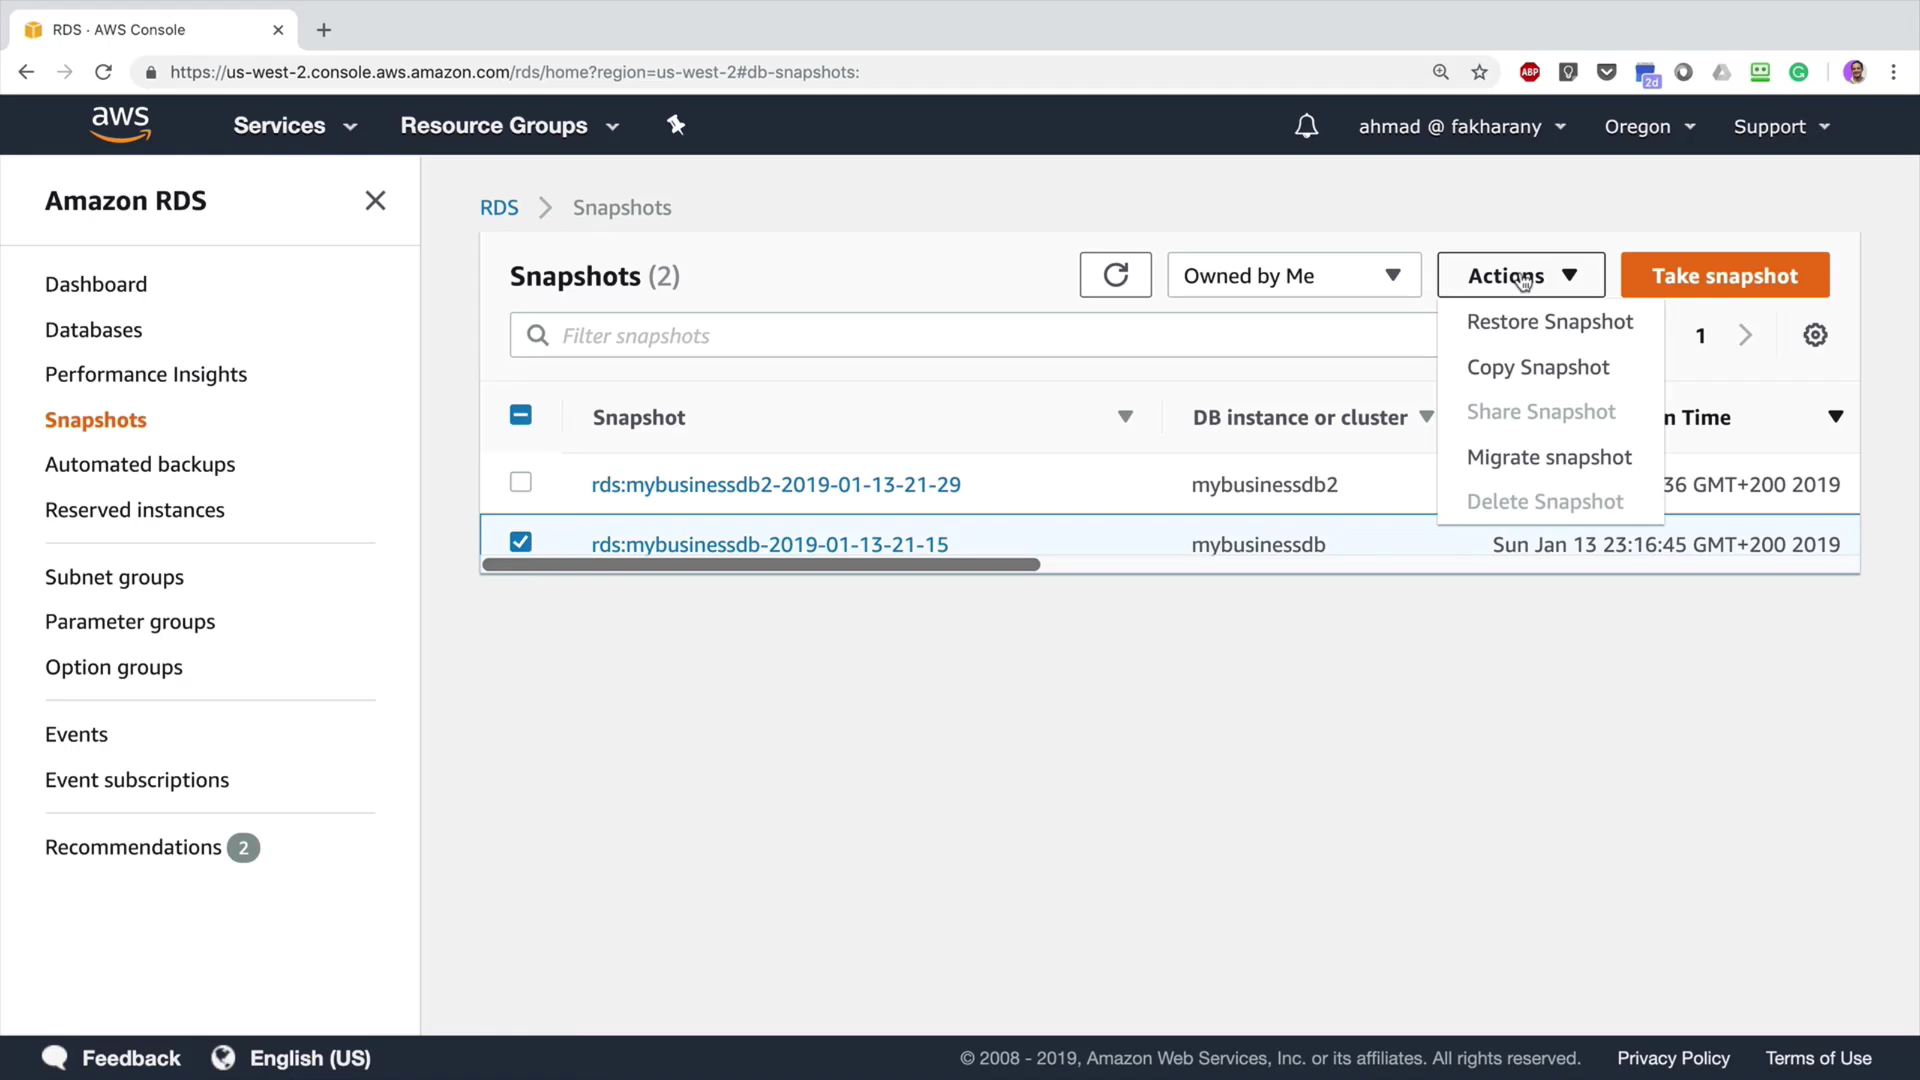 RDS · AWS Console
https://us-west-2.console.aws.amazon.com/rds/home?region=us-west-2#db-snapshots:
ABP
2d
aws
Services
Resource Groups
ahmad @ fakharany
Oregon
Support
Amazon RDS
Dashboard
Databases
Performance Insights
Snapshots
Automated backups
Reserved instances
Subnet groups
Parameter groups
Option groups
Events
Event subscriptions
Recommendations 2
RDS > Snapshots
Snapshots (2)
Owned by Me
Actions
Take snapshot
Filter snapshots
1
Restore Snapshot
Copy Snapshot
Share Snapshot
Migrate snapshot
Delete Snapshot
Snapshot
DB instance or cluster
n Time
rds:mybusinessdb2-2019-01-13-21-29
mybusinessdb2
36 GMT+200 2019
rds:mybusinessdb-2019-01-13-21-15
mybusinessdb
Sun Jan 13 23:16:45 GMT+200 2019
Feedback
English (US)
© 2008 - 2019, Amazon Web Services, Inc. or its affiliates. All rights reserved.
Privacy Policy
Terms of Use